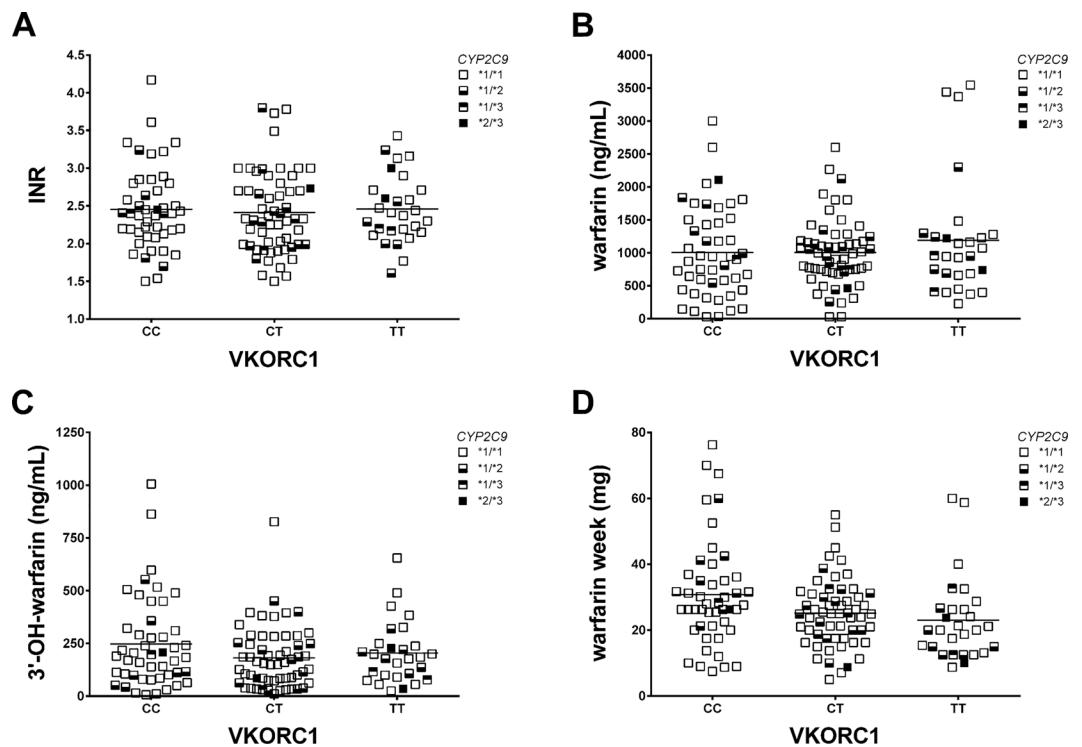 A
INR
4.5
4.0
3.5
3.0
2.5
2.0
1.5
1.0
CC
CT
TT
VKORC1
CYP2C9
*1/*1
*1/*2
*1/*3
*2/*3
B
warfarin (ng/mL)
4000
3500
3000
2500
2000
1500
1000
500
0
CC
CT
TT
VKORC1
CYP2C9
*1/*1
*1/*2
*1/*3
*2/*3
C
3'-OH-warfarin (ng/mL)
1250
1000
750
500
250
0
CC
CT
TT
VKORC1
CYP2C9
*1/*1
*1/*2
*1/*3
*2/*3
D
warfarin week (mg)
80
60
40
20
0
CC
CT
TT
VKORC1
CYP2C9
*1/*1
*1/*2
*1/*3
*2/*3